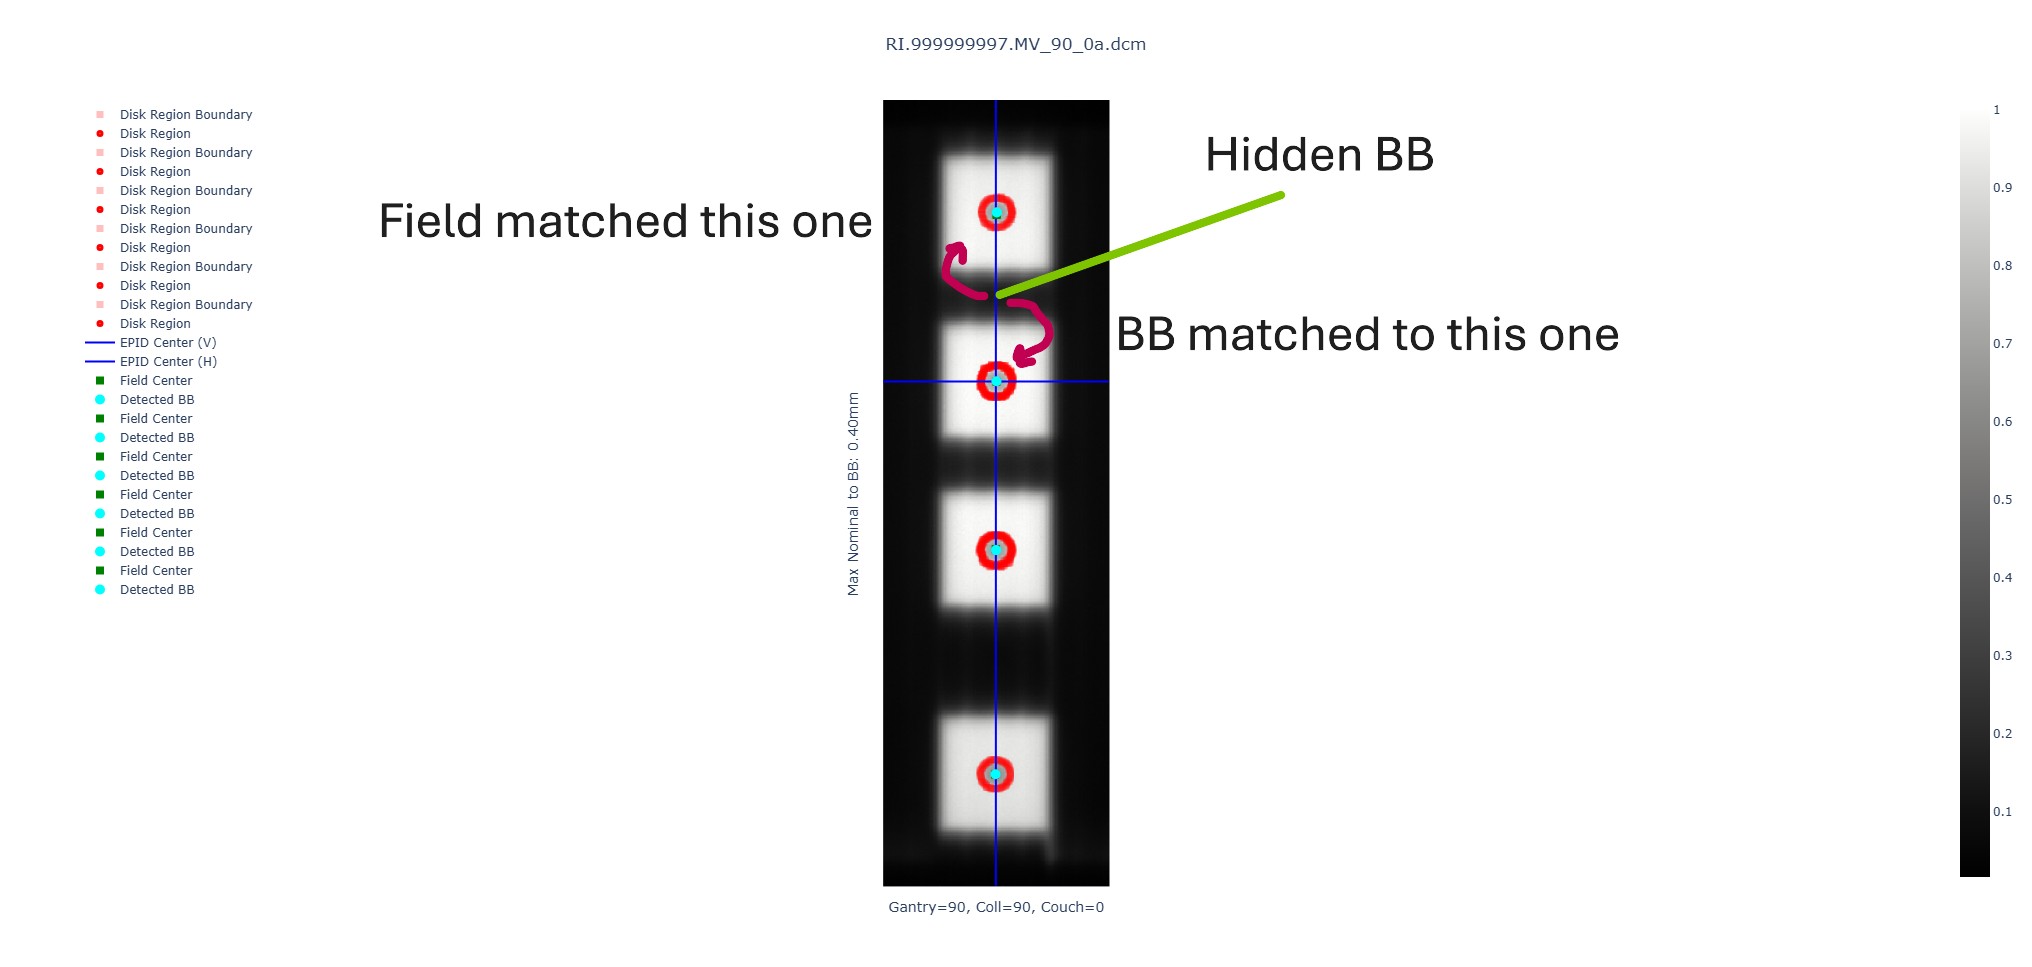 RI.999999997.MV_90_0a.dcm
Disk Region Boundary
Disk Region
Disk Region Boundary
Disk Region
Disk Region Boundary
Disk Region
Disk Region Boundary
Disk Region
Disk Region Boundary
Disk Region
Disk Region Boundary
Disk Region
EPID Center (V)
EPID Center (H)
Field Center
Detected BB
Field Center
Detected BB
Field Center
Detected BB
Field Center
Detected BB
Field Center
Detected BB
Field Center
Detected BB
Field matched this one
Hidden BB
BB matched to this one
Max Nominal to BB: 0.40mm
Gantry=90, Coll=90, Couch=0
1
0.9
0.8
0.7
0.6
0.5
0.4
0.3
0.2
0.1